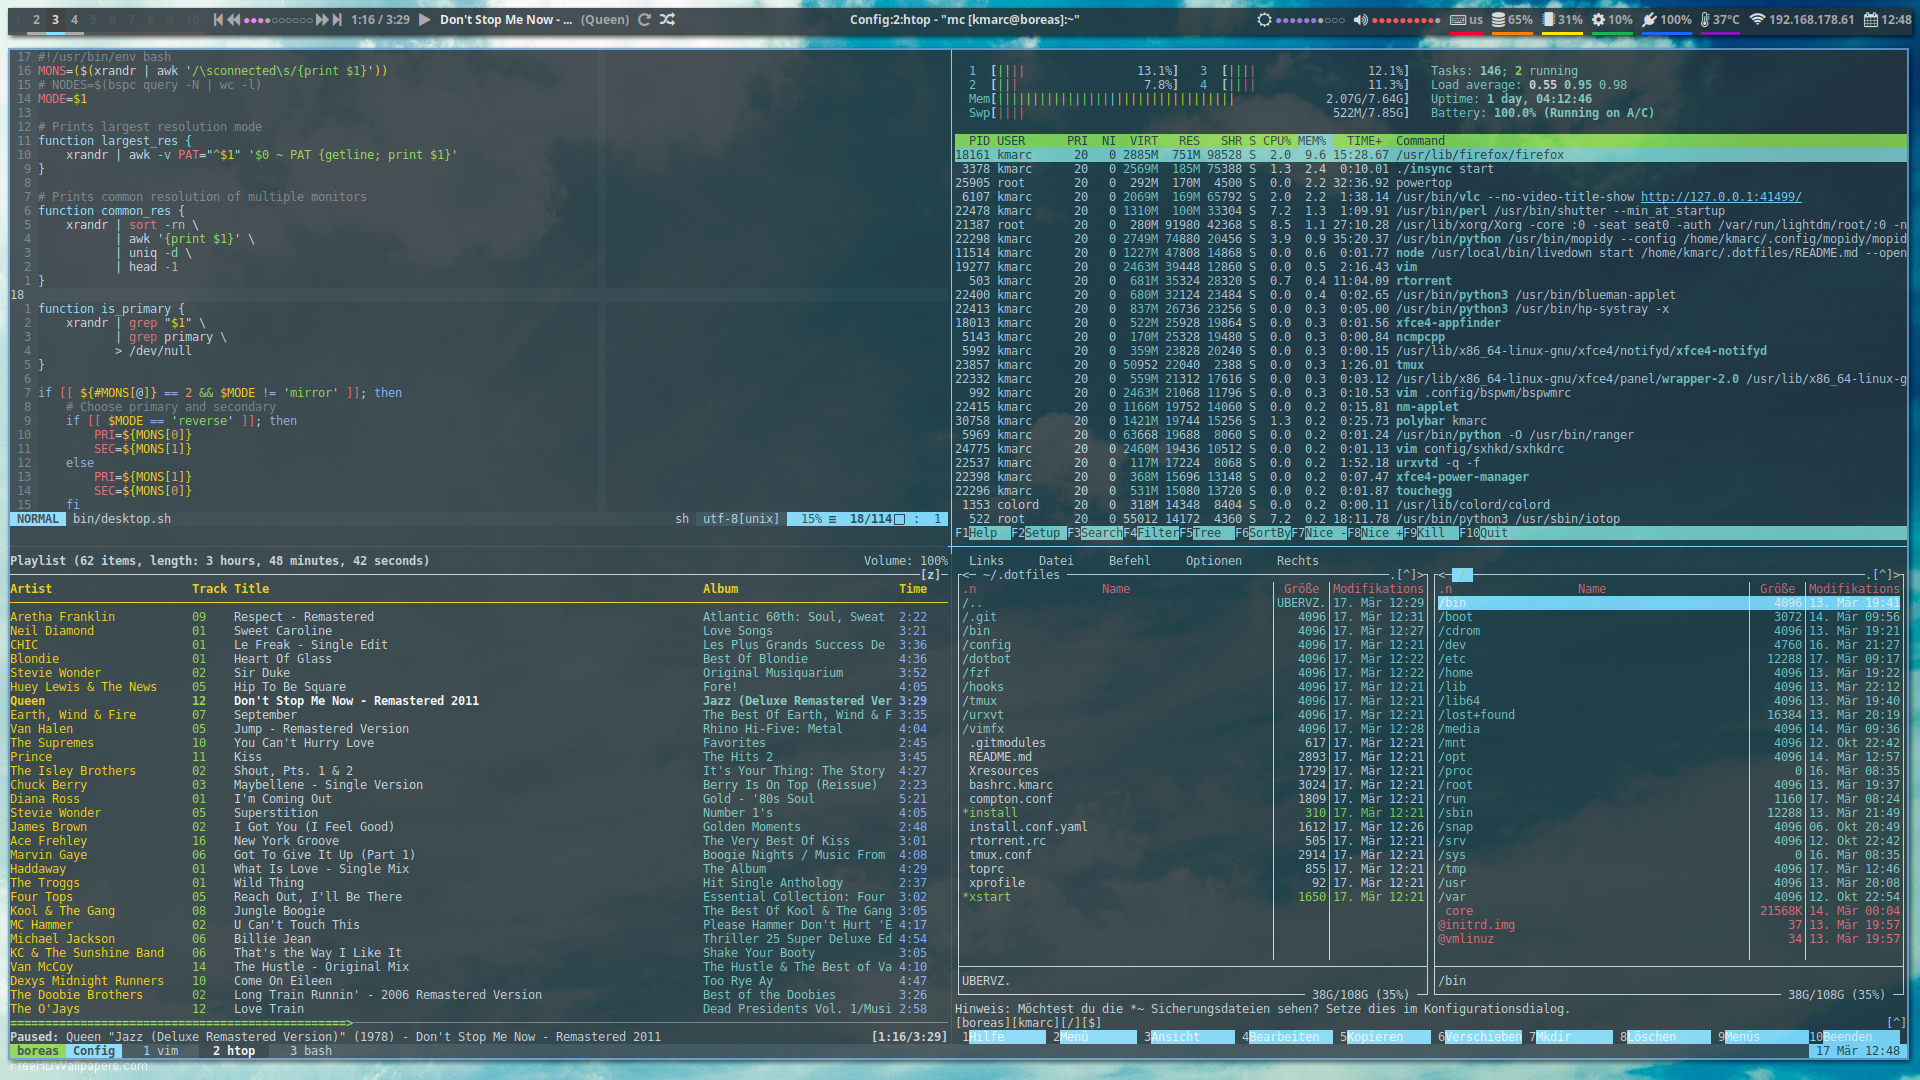 1 2 3 4 5 6 7 8 9 10 1:16 / 3:29 Don't Stop Me Now - ... (Queen) Config:2:htop - "mc [kmarc@boreas]:~" us 65% 31% 10% 100% 37°C 192.168.178.61 12:48
17 #!/usr/bin/env bash
16 MONS=($(xrandr | awk '/\sconnected\s/{print $1}'))
15 # NODES=$(bspc query -N | wc -l)
14 MODE=$1
13
12 # Prints largest resolution mode
11 function largest_res {
10 xrandr | awk -v PAT="^$1" '$0 ~ PAT {getline; print $1}'
9 }
8
7 # Prints common resolution of multiple monitors
6 function common_res {
5 xrandr | sort -rn \
4 | awk '{print $1}' \
3 | uniq -d \
2 | head -1
1 }
18
1 function is_primary {
2 xrandr | grep "$1" \
3 | grep primary \
4 > /dev/null
5 }
6
7 if [[ ${#MONS[@]} == 2 && $MODE != 'mirror' ]]; then
8 # Choose primary and secondary
9 if [[ $MODE == 'reverse' ]]; then
10 PRI=${MONS[0]}
11 SEC=${MONS[1]}
12 else
13 PRI=${MONS[1]}
14 SEC=${MONS[0]}
15 fi
NORMAL bin/desktop.sh sh utf-8[unix] 15% ≡ 18/114 : 1
1 [|||| 13.1%] 3 [|||| 12.1%] Tasks: 146; 2 running
2 [||| 7.8%] 4 [|||| 11.3%] Load average: 0.55 0.95 0.98
Mem[|||||||||||||||||||||||||||||||||| 2.07G/7.64G] Uptime: 1 day, 04:12:46
Swp[|||| 522M/7.85G] Battery: 100.0% (Running on A/C)
PID USER PRI NI VIRT RES SHR S CPU% MEM% TIME+ Command
18161 kmarc 20 0 2885M 751M 98528 S 2.0 9.6 15:28.67 /usr/lib/firefox/firefox
3378 kmarc 20 0 2569M 185M 75388 S 1.3 2.4 0:10.01 ./insync start
25905 root 20 0 292M 170M 4500 S 0.0 2.2 32:36.92 powertop
6107 kmarc 20 0 2069M 169M 65792 S 2.0 2.2 1:38.14 /usr/bin/vlc --no-video-title-show http://127.0.0.1:41499/
22478 kmarc 20 0 1310M 100M 33304 S 7.2 1.3 1:09.91 /usr/bin/perl /usr/bin/shutter --min_at_startup
21387 root 20 0 280M 91980 42368 S 8.5 1.1 27:10.28 /usr/lib/xorg/Xorg -core :0 -seat seat0 -auth /var/run/lightdm/root/:0 -n
22298 kmarc 20 0 2749M 74880 20456 S 3.9 0.9 35:20.37 /usr/bin/python /usr/bin/mopidy --config /home/kmarc/.config/mopidy/mopid
11514 kmarc 20 0 1227M 47808 14868 S 0.0 0.6 0:01.77 node /usr/local/bin/livedown start /home/kmarc/.dotfiles/README.md --open
19277 kmarc 20 0 2463M 39448 12860 S 0.0 0.5 2:16.43 vim
503 kmarc 20 0 681M 35324 28320 S 0.7 0.4 11:04.09 rtorrent
22400 kmarc 20 0 680M 32124 23484 S 0.0 0.4 0:02.65 /usr/bin/python3 /usr/bin/blueman-applet
22413 kmarc 20 0 837M 26736 23256 S 0.0 0.3 0:05.00 /usr/bin/python3 /usr/bin/hp-systray -x
18013 kmarc 20 0 522M 25928 19864 S 0.0 0.3 0:01.56 xfce4-appfinder
5143 kmarc 20 0 170M 25328 19480 S 0.0 0.3 0:00.84 ncmpcpp
5992 kmarc 20 0 359M 23828 20240 S 0.0 0.3 0:00.15 /usr/lib/x86_64-linux-gnu/xfce4/notifyd/xfce4-notifyd
23857 kmarc 20 0 50952 22040 2388 S 0.0 0.3 1:26.01 tmux
22332 kmarc 20 0 559M 21312 17616 S 0.0 0.3 0:03.12 /usr/lib/x86_64-linux-gnu/xfce4/panel/wrapper-2.0 /usr/lib/x86_64-linux-g
992 kmarc 20 0 2463M 21068 11796 S 0.0 0.3 0:10.53 vim .config/bspwm/bspwmrc
22415 kmarc 20 0 1166M 19752 14060 S 0.0 0.2 0:15.81 nm-applet
30758 kmarc 20 0 1421M 19744 15256 S 1.3 0.2 0:25.73 polybar kmarc
5969 kmarc 20 0 63668 19688 8060 S 0.0 0.2 0:01.24 /usr/bin/python -O /usr/bin/ranger
24775 kmarc 20 0 2460M 19436 10512 S 0.0 0.2 0:01.13 vim config/sxhkd/sxhkdrc
22537 kmarc 20 0 117M 17224 8068 S 0.0 0.2 1:52.18 urxvtd -q -f
22398 kmarc 20 0 368M 15696 13148 S 0.0 0.2 0:07.47 xfce4-power-manager
22296 kmarc 20 0 531M 15080 13720 S 0.0 0.2 0:01.87 touchegg
1353 colord 20 0 318M 14348 8404 S 0.0 0.2 0:00.11 /usr/lib/colord/colord
522 root 20 0 55012 14172 4360 S 7.2 0.2 18:11.78 /usr/bin/python3 /usr/sbin/iotop
F1Help F2Setup F3SearchF4FilterF5Tree F6SortByF7Nice -F8Nice +F9Kill F10Quit
Playlist (62 items, length: 3 hours, 48 minutes, 42 seconds) Volume: 100%
[z]
Artist Track Title Album Time
Aretha Franklin 09 Respect - Remastered Atlantic 60th: Soul, Sweat 2:22
Neil Diamond 01 Sweet Caroline Love Songs 3:21
CHIC 01 Le Freak - Single Edit Les Plus Grands Success De 3:36
Blondie 01 Heart Of Glass Best Of Blondie 4:36
Stevie Wonder 02 Sir Duke Original Musiquarium 3:52
Huey Lewis & The News 05 Hip To Be Square Fore! 4:05
Queen 12 Don't Stop Me Now - Remastered 2011 Jazz (Deluxe Remastered Ver 3:29
Earth, Wind & Fire 07 September The Best Of Earth, Wind & F 3:35
Van Halen 05 Jump - Remastered Version Rhino Hi-Five: Metal 4:04
The Supremes 10 You Can't Hurry Love Favorites 2:45
Prince 11 Kiss The Hits 2 3:45
The Isley Brothers 02 Shout, Pts. 1 & 2 It's Your Thing: The Story 4:27
Chuck Berry 03 Maybellene - Single Version Berry Is On Top (Reissue) 2:23
Diana Ross 01 I'm Coming Out Gold - '80s Soul 5:21
Stevie Wonder 05 Superstition Number 1's 4:05
James Brown 02 I Got You (I Feel Good) Golden Moments 2:48
Ace Frehley 16 New York Groove The Very Best Of Kiss 3:01
Marvin Gaye 06 Got To Give It Up (Part 1) Boogie Nights / Music From 4:08
Haddaway 01 What Is Love - Single Mix The Album 4:29
The Troggs 01 Wild Thing Hit Single Anthology 2:37
Four Tops 05 Reach Out, I'll Be There Essential Collection: Four 3:02
Kool & The Gang 08 Jungle Boogie The Best Of Kool & The Gang 3:05
MC Hammer 02 U Can't Touch This Please Hammer Don't Hurt 'E 4:17
Michael Jackson 06 Billie Jean Thriller 25 Super Deluxe Ed 4:54
KC & The Sunshine Band 06 That's the Way I Like It Shake Your Booty 3:05
Van McCoy 14 The Hustle - Original Mix The Hustle & The Best of Va 4:10
Dexys Midnight Runners 10 Come On Eileen Too Rye Ay 4:47
The Doobie Brothers 02 Long Train Runnin' - 2006 Remastered Version Best of the Doobies 3:26
The O'Jays 12 Love Train Dead Presidents Vol. 1/Musi 2:58
Paused: Queen "Jazz (Deluxe Remastered Version)" (1978) - Don't Stop Me Now - Remastered 2011 [1:16/3:29]
Links Datei Befehl Optionen Rechts
<─ ~/.dotfiles .[^]>
.n Name Größe Modifikations
/.. ÜBERVZ. 17. Mär 12:29
/.git 4096 17. Mär 12:31
/bin 4096 17. Mär 12:27
/config 4096 17. Mär 12:21
/dotbot 4096 17. Mär 12:22
/fzf 4096 17. Mär 12:22
/hooks 4096 17. Mär 12:21
/tmux 4096 17. Mär 12:21
/urxvt 4096 17. Mär 12:21
/vimfx 4096 17. Mär 12:28
.gitmodules 617 17. Mär 12:21
README.md 2893 17. Mär 12:21
Xresources 1729 17. Mär 12:21
bashrc.kmarc 3024 17. Mär 12:21
compton.conf 1809 17. Mär 12:21
*install 310 17. Mär 12:21
install.conf.yaml 1612 17. Mär 12:26
rtorrent.rc 505 17. Mär 12:21
tmux.conf 2914 17. Mär 12:21
toprc 855 17. Mär 12:21
xprofile 92 17. Mär 12:21
*xstart 1650 17. Mär 12:21
ÜBERVZ.
38G/108G (35%)
<─ / .[^]>
.n Name Größe Modifikations
/bin 4096 13. Mär 19:41
/boot 3072 14. Mär 09:56
/cdrom 4096 13. Mär 19:21
/dev 4760 16. Mär 21:27
/etc 12288 17. Mär 09:17
/home 4096 13. Mär 19:22
/lib 4096 13. Mär 22:12
/lib64 4096 13. Mär 19:40
/lost+found 16384 13. Mär 20:19
/media 4096 14. Mär 09:36
/mnt 4096 12. Okt 22:42
/opt 4096 14. Mär 12:57
/proc 0 16. Mär 08:35
/root 4096 13. Mär 19:37
/run 1160 17. Mär 08:24
/sbin 12288 13. Mär 21:49
/snap 4096 06. Okt 20:49
/srv 4096 12. Okt 22:42
/sys 0 16. Mär 08:35
/tmp 4096 17. Mär 12:46
/usr 4096 13. Mär 20:08
/var 4096 12. Okt 22:54
core 21568K 14. Mär 00:04
@initrd.img 37 13. Mär 19:57
@vmlinuz 34 13. Mär 19:57
/bin
38G/108G (35%)
Hinweis: Möchtest du die *~ Sicherungsdateien sehen? Setze dies im Konfigurationsdialog.
[boreas][kmarc][/][$] [^]
1Hilfe 2Menü 3Ansicht 4Bearbeiten 5Kopieren 6Verschieben 7Mkdir 8Löschen 9Menüs 10Beenden
boreas Config 1 vim 2 htop 3 bash 17 Mär 12:48
FreeHDWallpapers.com